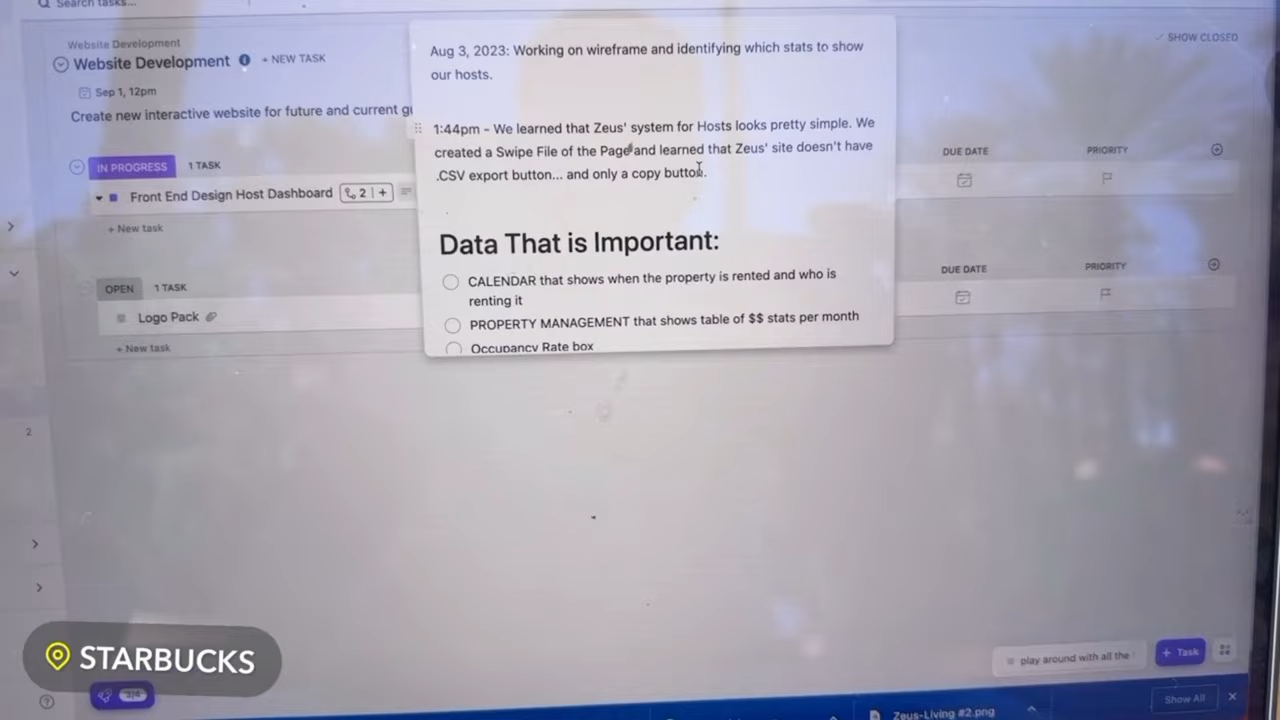 Search tasks...
Website Development
Website Development
+ NEW TASK
Sep 1, 12pm
Create new interactive website for future and current
SHOW CLOSED
Aug 3, 2023: Working on wireframe and identifying which stats to show
our hosts.
1:44pm - We learned that Zeus' system for Hosts looks pretty simple. We
created a Swipe File of the Page and learned that Zeus' site doesn't have
.CSV export button... and only a copy button.
Data That is Important:
CALENDAR that shows when the property is rented and who is
renting it
PROPERTY MANAGEMENT that shows table of $$ stats per month
Occupancy Rate box
IN PROGRESS 1 TASK
DUE DATE PRIORITY
Front End Design Host Dashboard 2 +
+ New task
OPEN 1 TASK
DUE DATE PRIORITY
Logo Pack
+ New task
2
STARBUCKS
3/4
play around with all the
+ Task
Zeus-Living #2.png
Show All